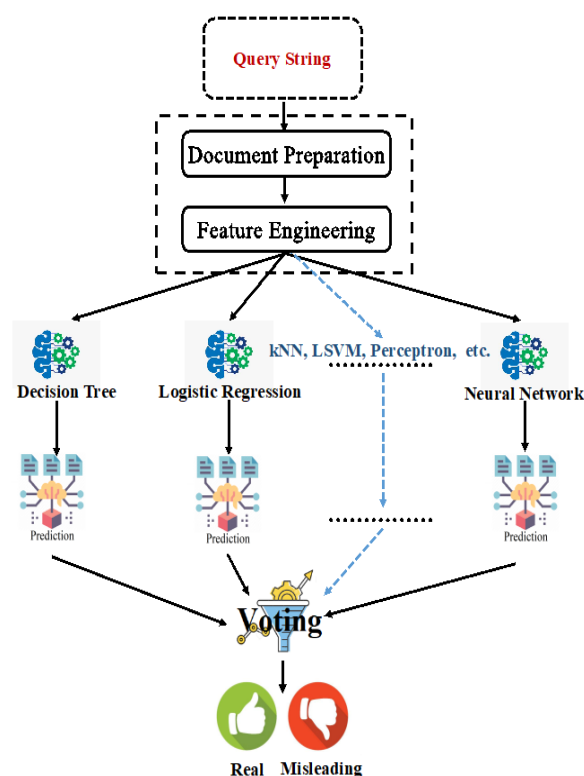 Query String
Document Preparation
Feature Engineering
kNN, LSVM, Perceptron, etc.
Decision Tree
Logistic Regression
Neural Network
Prediction
Prediction
Prediction
Voting
Real
Misleading